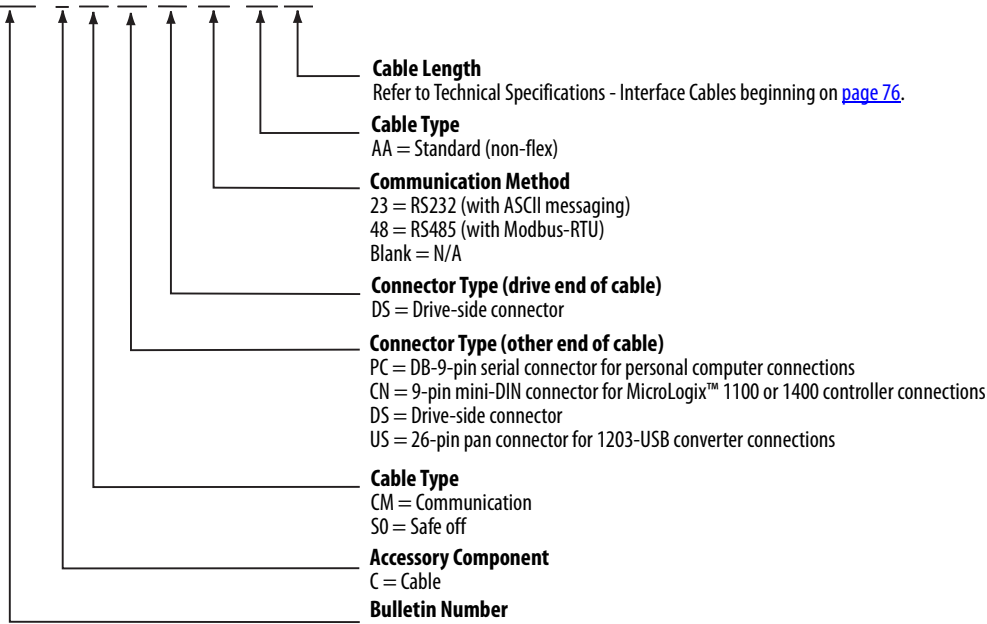 Cable Length
Refer to Technical Specifications - Interface Cables beginning on page 76.
Cable Type
AA = Standard (non-flex)
Communication Method
23 = RS232 (with ASCII messaging)
48 = RS485 (with Modbus-RTU)
Blank = N/A
Connector Type (drive end of cable)
DS = Drive-side connector
Connector Type (other end of cable)
PC = DB-9-pin serial connector for personal computer connections
CN = 9-pin mini-DIN connector for MicroLogix™ 1100 or 1400 controller connections
DS = Drive-side connector
US = 26-pin pan connector for 1203-USB converter connections
Cable Type
CM = Communication
S0 = Safe off
Accessory Component
C = Cable
Bulletin Number